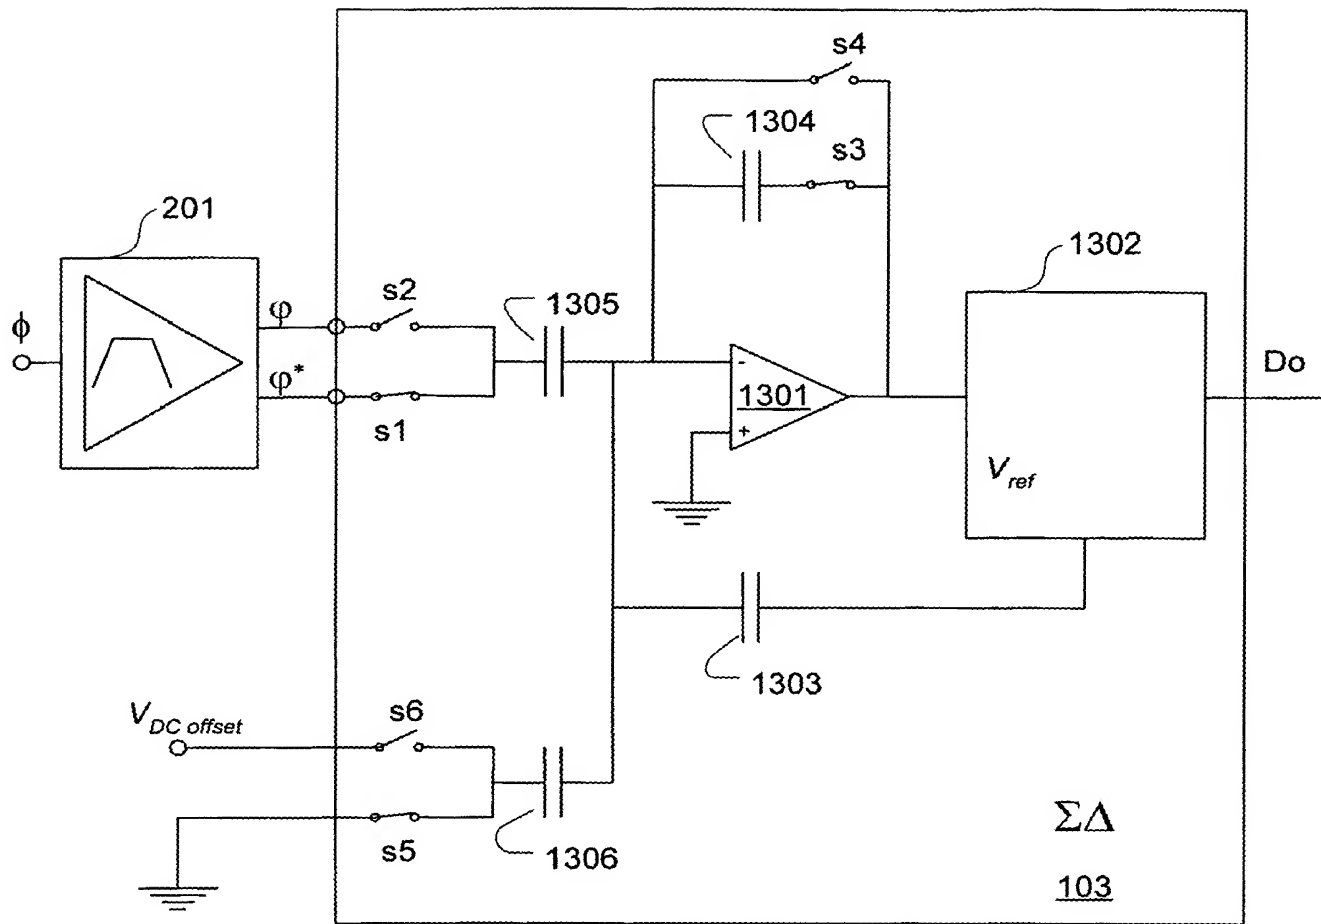 s4
1304
s3
201
1302
ϕ
φ
s2
1305
φ*
s1
-
1301
+
Do
V_ref
1303
V_DC offset
s6
s5
1306
ΣΔ
103